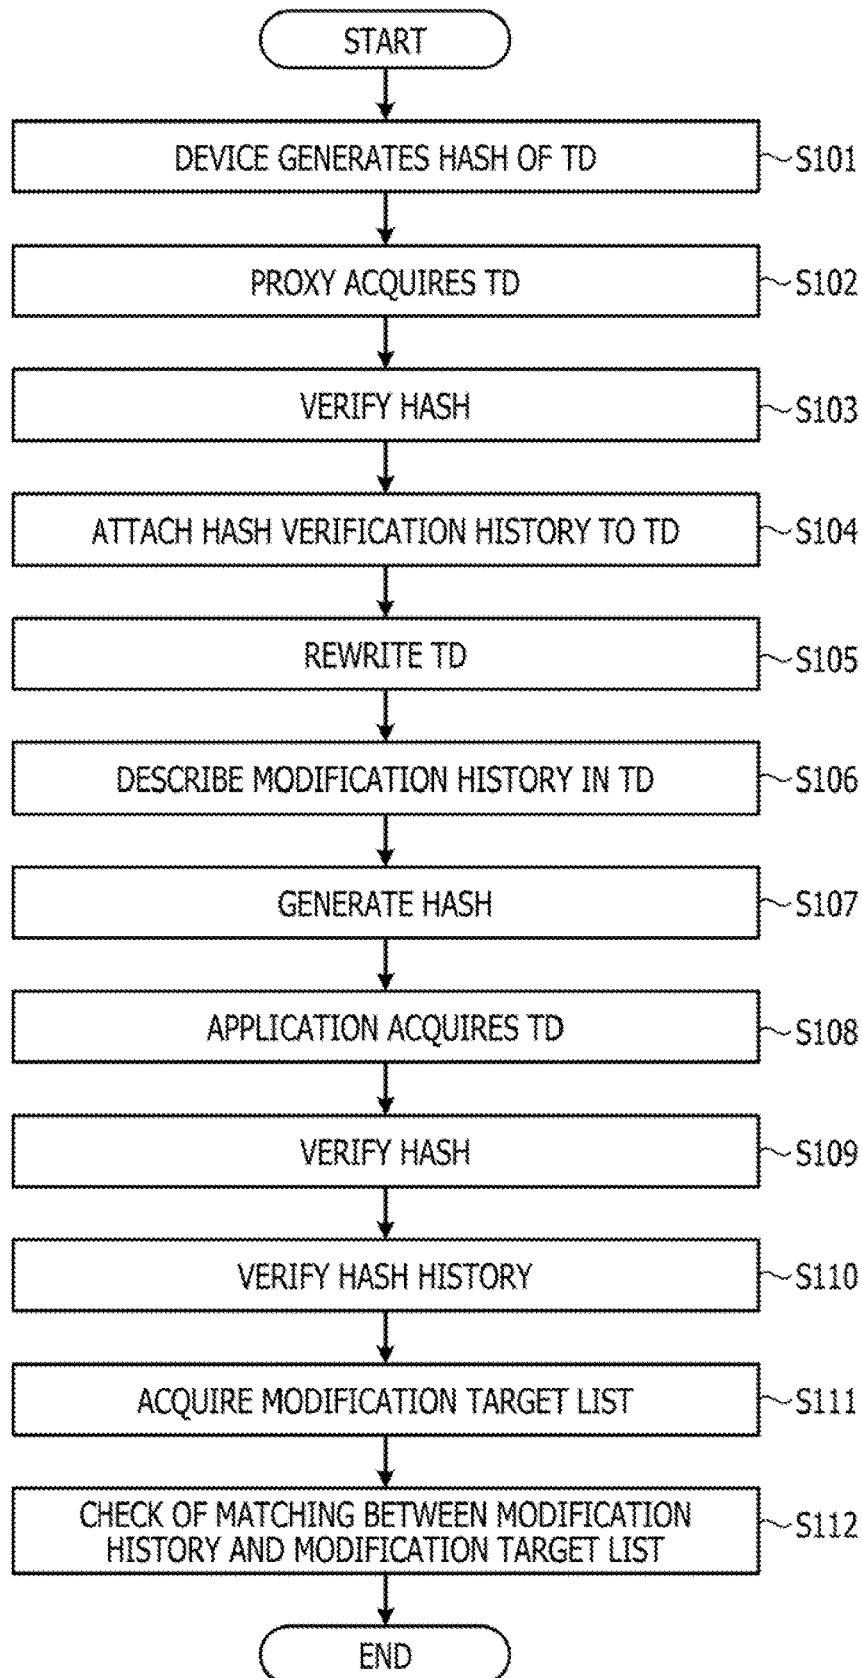 START
DEVICE GENERATES HASH OF TD
S101
PROXY ACQUIRES TD
S102
VERIFY HASH
S103
ATTACH HASH VERIFICATION HISTORY TO TD
S104
REWRITE TD
S105
DESCRIBE MODIFICATION HISTORY IN TD
S106
GENERATE HASH
S107
APPLICATION ACQUIRES TD
S108
VERIFY HASH
S109
VERIFY HASH HISTORY
S110
ACQUIRE MODIFICATION TARGET LIST
S111
CHECK OF MATCHING BETWEEN MODIFICATION
HISTORY AND MODIFICATION TARGET LIST
S112
END